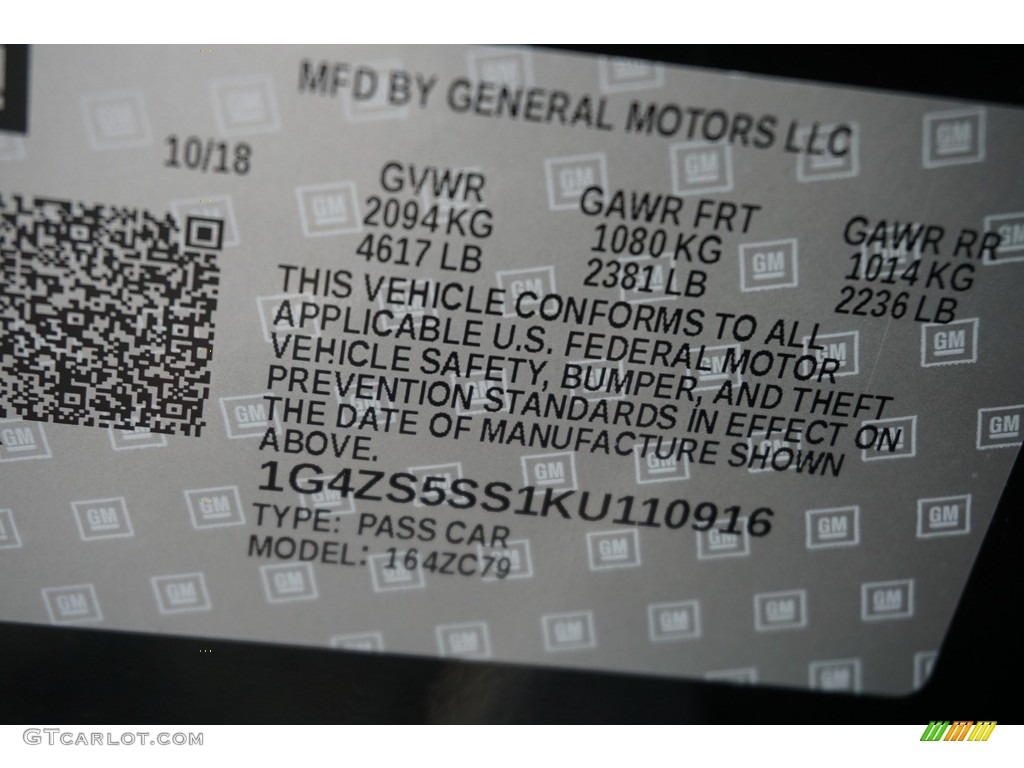 MFD BY GENERAL MOTORS LLC
10/18
GVWR
2094 KG
4617 LB
GAWR FRT
1080 KG
2381 LB
GAWR RR
1014 KG
2236 LB
THIS VEHICLE CONFORMS TO ALL
APPLICABLE U.S. FEDERAL MOTOR
VEHICLE SAFETY, BUMPER, AND THEFT
PREVENTION STANDARDS IN EFFECT ON
THE DATE OF MANUFACTURE SHOWN
ABOVE.
1G4ZS5SS1KU110916
TYPE: PASS CAR
MODEL: 164ZC79
GM
GTCARLOT.COM